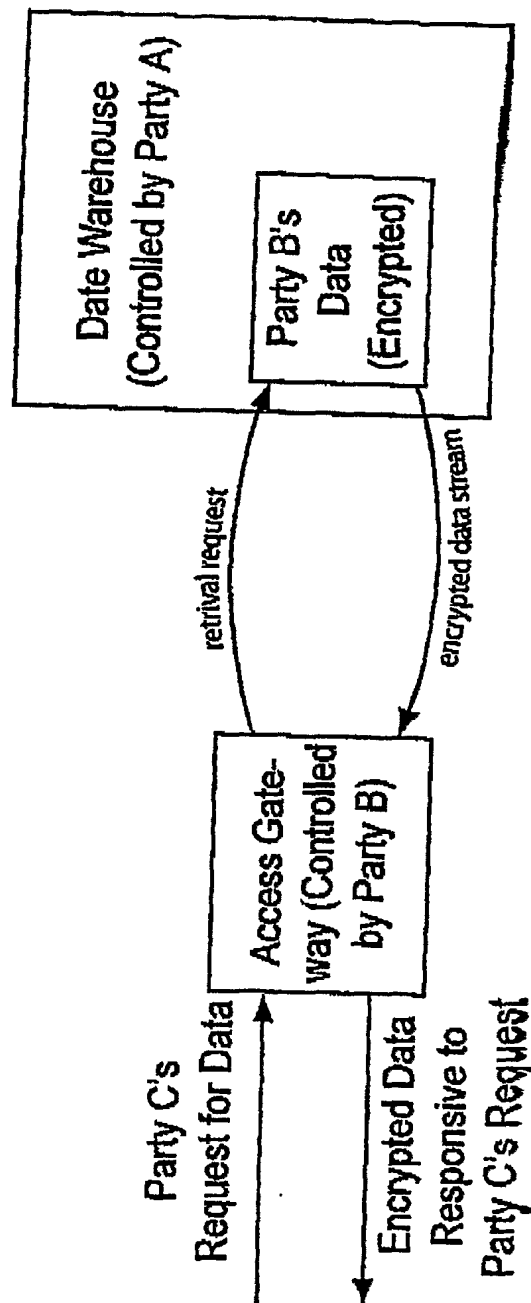 Party C's
Request for Data
Encrypted Data
Responsive to
Party C's Request
Access Gate-
way (Controlled
by Party B)
retrival request
encrypted data stream
Date Warehouse
(Controlled by Party A)
Party B's
Data
(Encrypted)